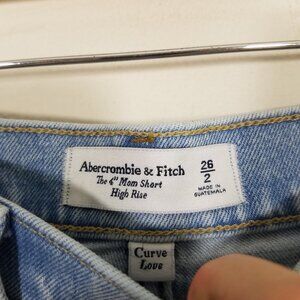 Abercrombie & Fitch
The 4" Mom Short
High Rise
26
2
MADE IN
GUATEMALA
Curve
Love